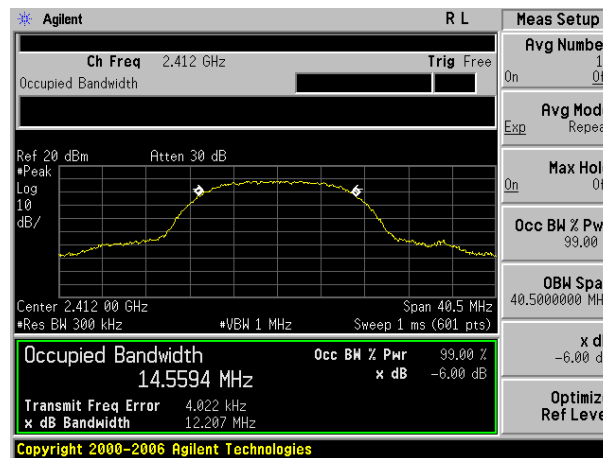 Agilent R L
Ch Freq 2.412 GHz Trig Free
Occupied Bandwidth
Ref 20 dBm Atten 30 dB
#Peak
Log
10
dB/
Center 2.412 00 GHz Span 40.5 MHz
#Res BW 300 kHz #VBW 1 MHz Sweep 1 ms (601 pts)
Occupied Bandwidth
14.5594 MHz
Occ BW % Pwr 99.00 %
x dB -6.00 dB
Transmit Freq Error 4.022 kHz
x dB Bandwidth 12.207 MHz
Copyright 2000-2006 Agilent Technologies
Meas Setup
Avg Numbe
1
On Of
Avg Mod
Exp Repea
Max Hol
On Of
Occ BW % Pw
99.00
OBW Spa
40.5000000 MH
x d
-6.00 d
Optimiz
Ref Leve